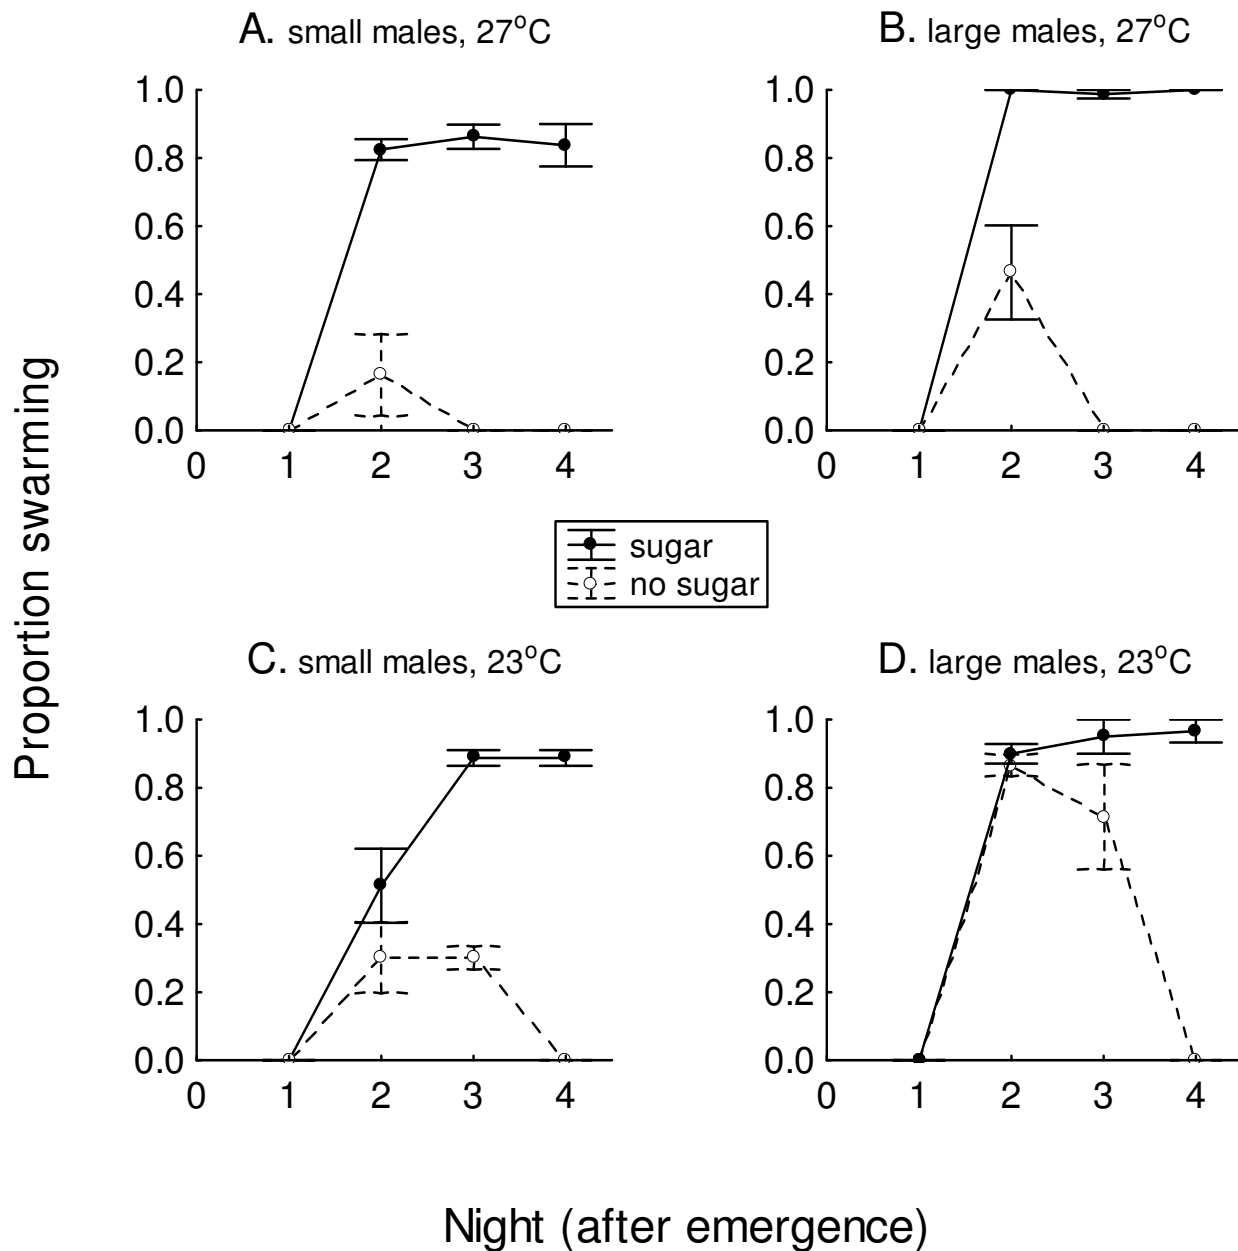 A. small males, 27°C
B. large males, 27°C
1.0
0.8
0.6
0.4
0.2
0.0
0 1 2 3 4
1.0
0.8
0.6
0.4
0.2
0.0
0 1 2 3 4
Proportion swarming
sugar
no sugar
C. small males, 23°C
D. large males, 23°C
1.0
0.8
0.6
0.4
0.2
0.0
0 1 2 3 4
1.0
0.8
0.6
0.4
0.2
0.0
0 1 2 3 4
Night (after emergence)